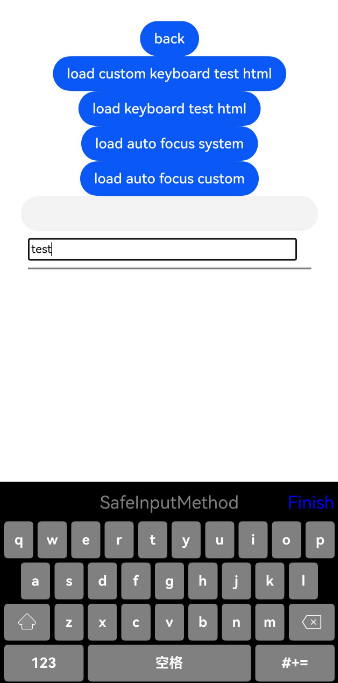 back
load custom keyboard test html
load keyboard test html
load auto focus system
load auto focus custom
test
SafeInputMethod Finish
q w e r t y u i o p
a s d f g h j k l
z x c v b n m
123 空格 #+=